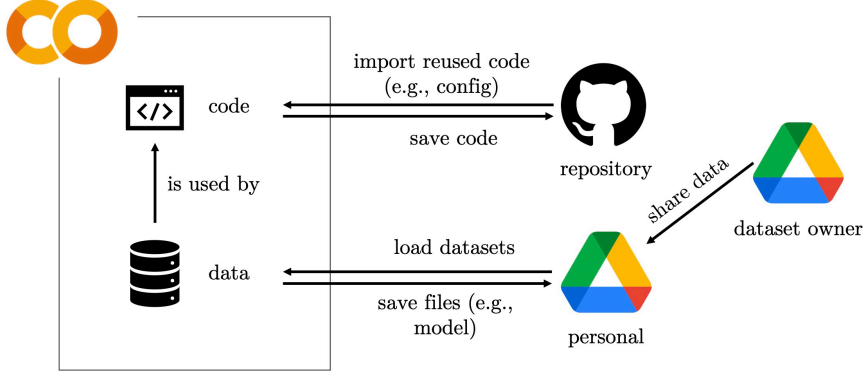 import reused code
(e.g., config)
</> code
save code
repository
is used by
share data
dataset owner
load datasets
data
save files (e.g.,
model)
personal